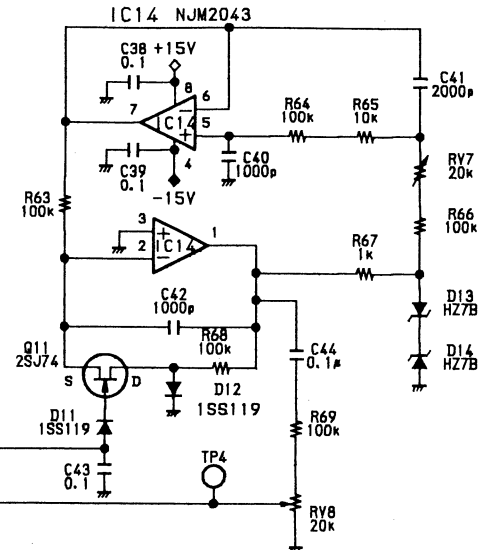 IC14 NJM2043
C38 +15V
0.1
8
6
7
IC14
5
4
C39
0.1
-15V
C40
1000p
R64
100k
R65
10k
C41
2000p
RV7
20k
R66
100k
R63
100k
3
2
IC14
1
R67
1k
D13
HZ7B
D14
HZ7B
C42
1000p
R68
100k
C44
0.1µ
Q11
2SJ74
S
D
D12
1SS119
D11
1SS119
R69
100k
C43
0.1
TP4
RV8
20k